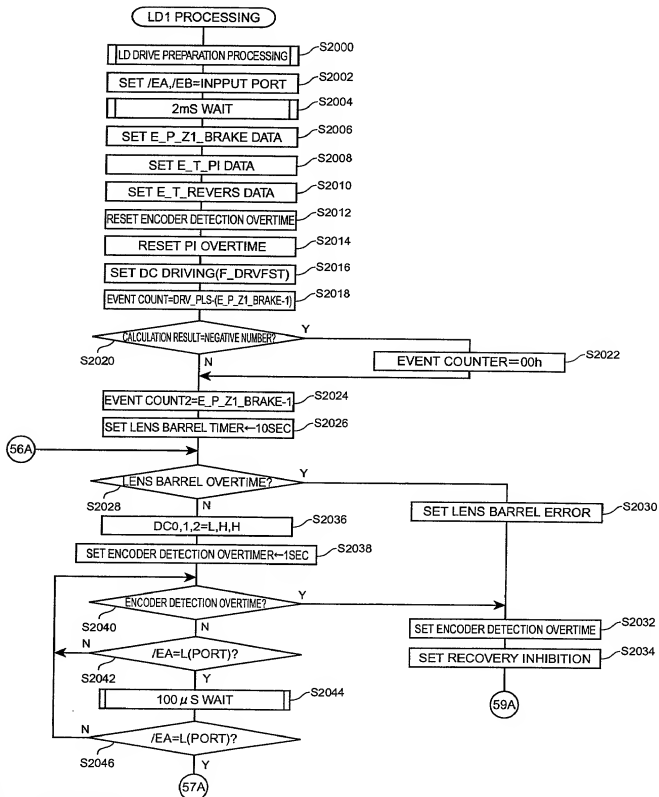 LD1 PROCESSING
LD DRIVE PREPARATION PROCESSING
S2000
SET /EA,/EB=INPPUT PORT
S2002
2mS WAIT
S2004
SET E_P_Z1_BRAKE DATA
S2006
SET E_T_PI DATA
S2008
SET E_T_REVERS DATA
S2010
RESET ENCODER DETECTION OVERTIME
S2012
RESET PI OVERTIME
S2014
SET DC DRIVING(F_DRVFST)
S2016
EVENT COUNT=DRV_PLS-(E_P_Z1_BRAKE-1)
S2018
CALCULATION RESULT=NEGATIVE NUMBER?
Y
S2020
N
EVENT COUNTER=00h
S2022
EVENT COUNT2=E_P_Z1_BRAKE-1
S2024
SET LENS BARREL TIMER←10SEC
S2026
56A
LENS BARREL OVERTIME?
Y
S2028
N
SET LENS BARREL ERROR
S2030
DC0,1,2=L,H,H
S2036
SET ENCODER DETECTION OVERTIMER←1SEC
S2038
ENCODER DETECTION OVERTIME?
Y
S2040
N
SET ENCODER DETECTION OVERTIME
S2032
N
/EA=L(PORT)?
SET RECOVERY INHIBITION
S2034
S2042
Y
100μS WAIT
S2044
59A
N
/EA=L(PORT)?
S2046
Y
57A